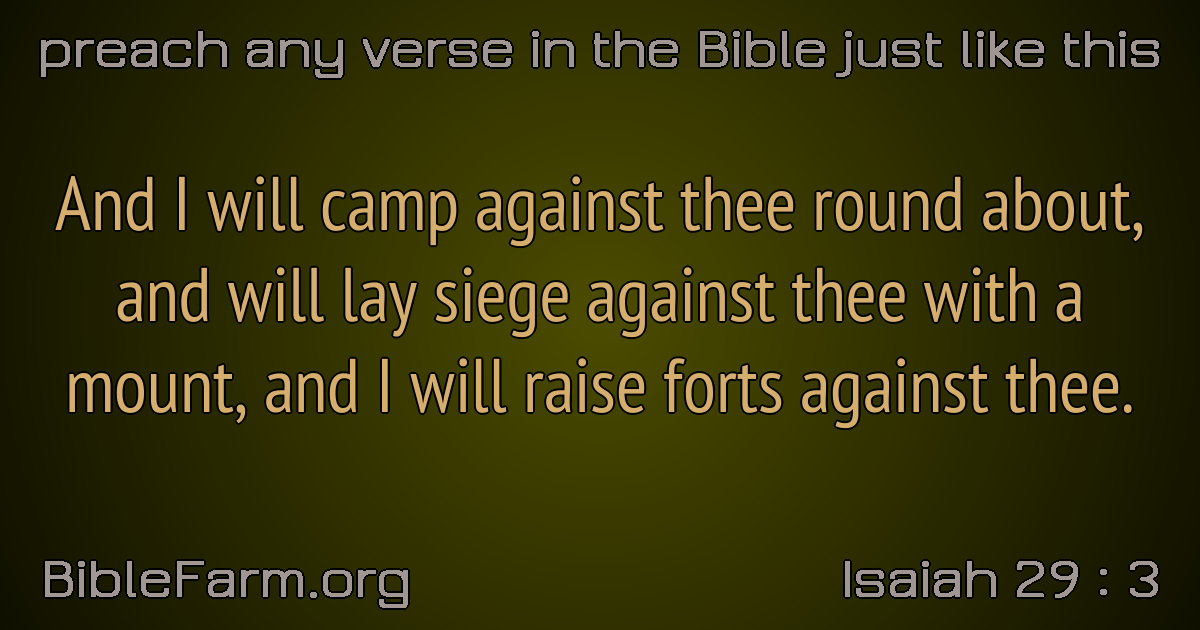 preach any verse in the Bible just like this
And I will camp against thee round about,
and will lay siege against thee with a
mount, and I will raise forts against thee.
BibleFarm.org
Isaiah 29 : 3